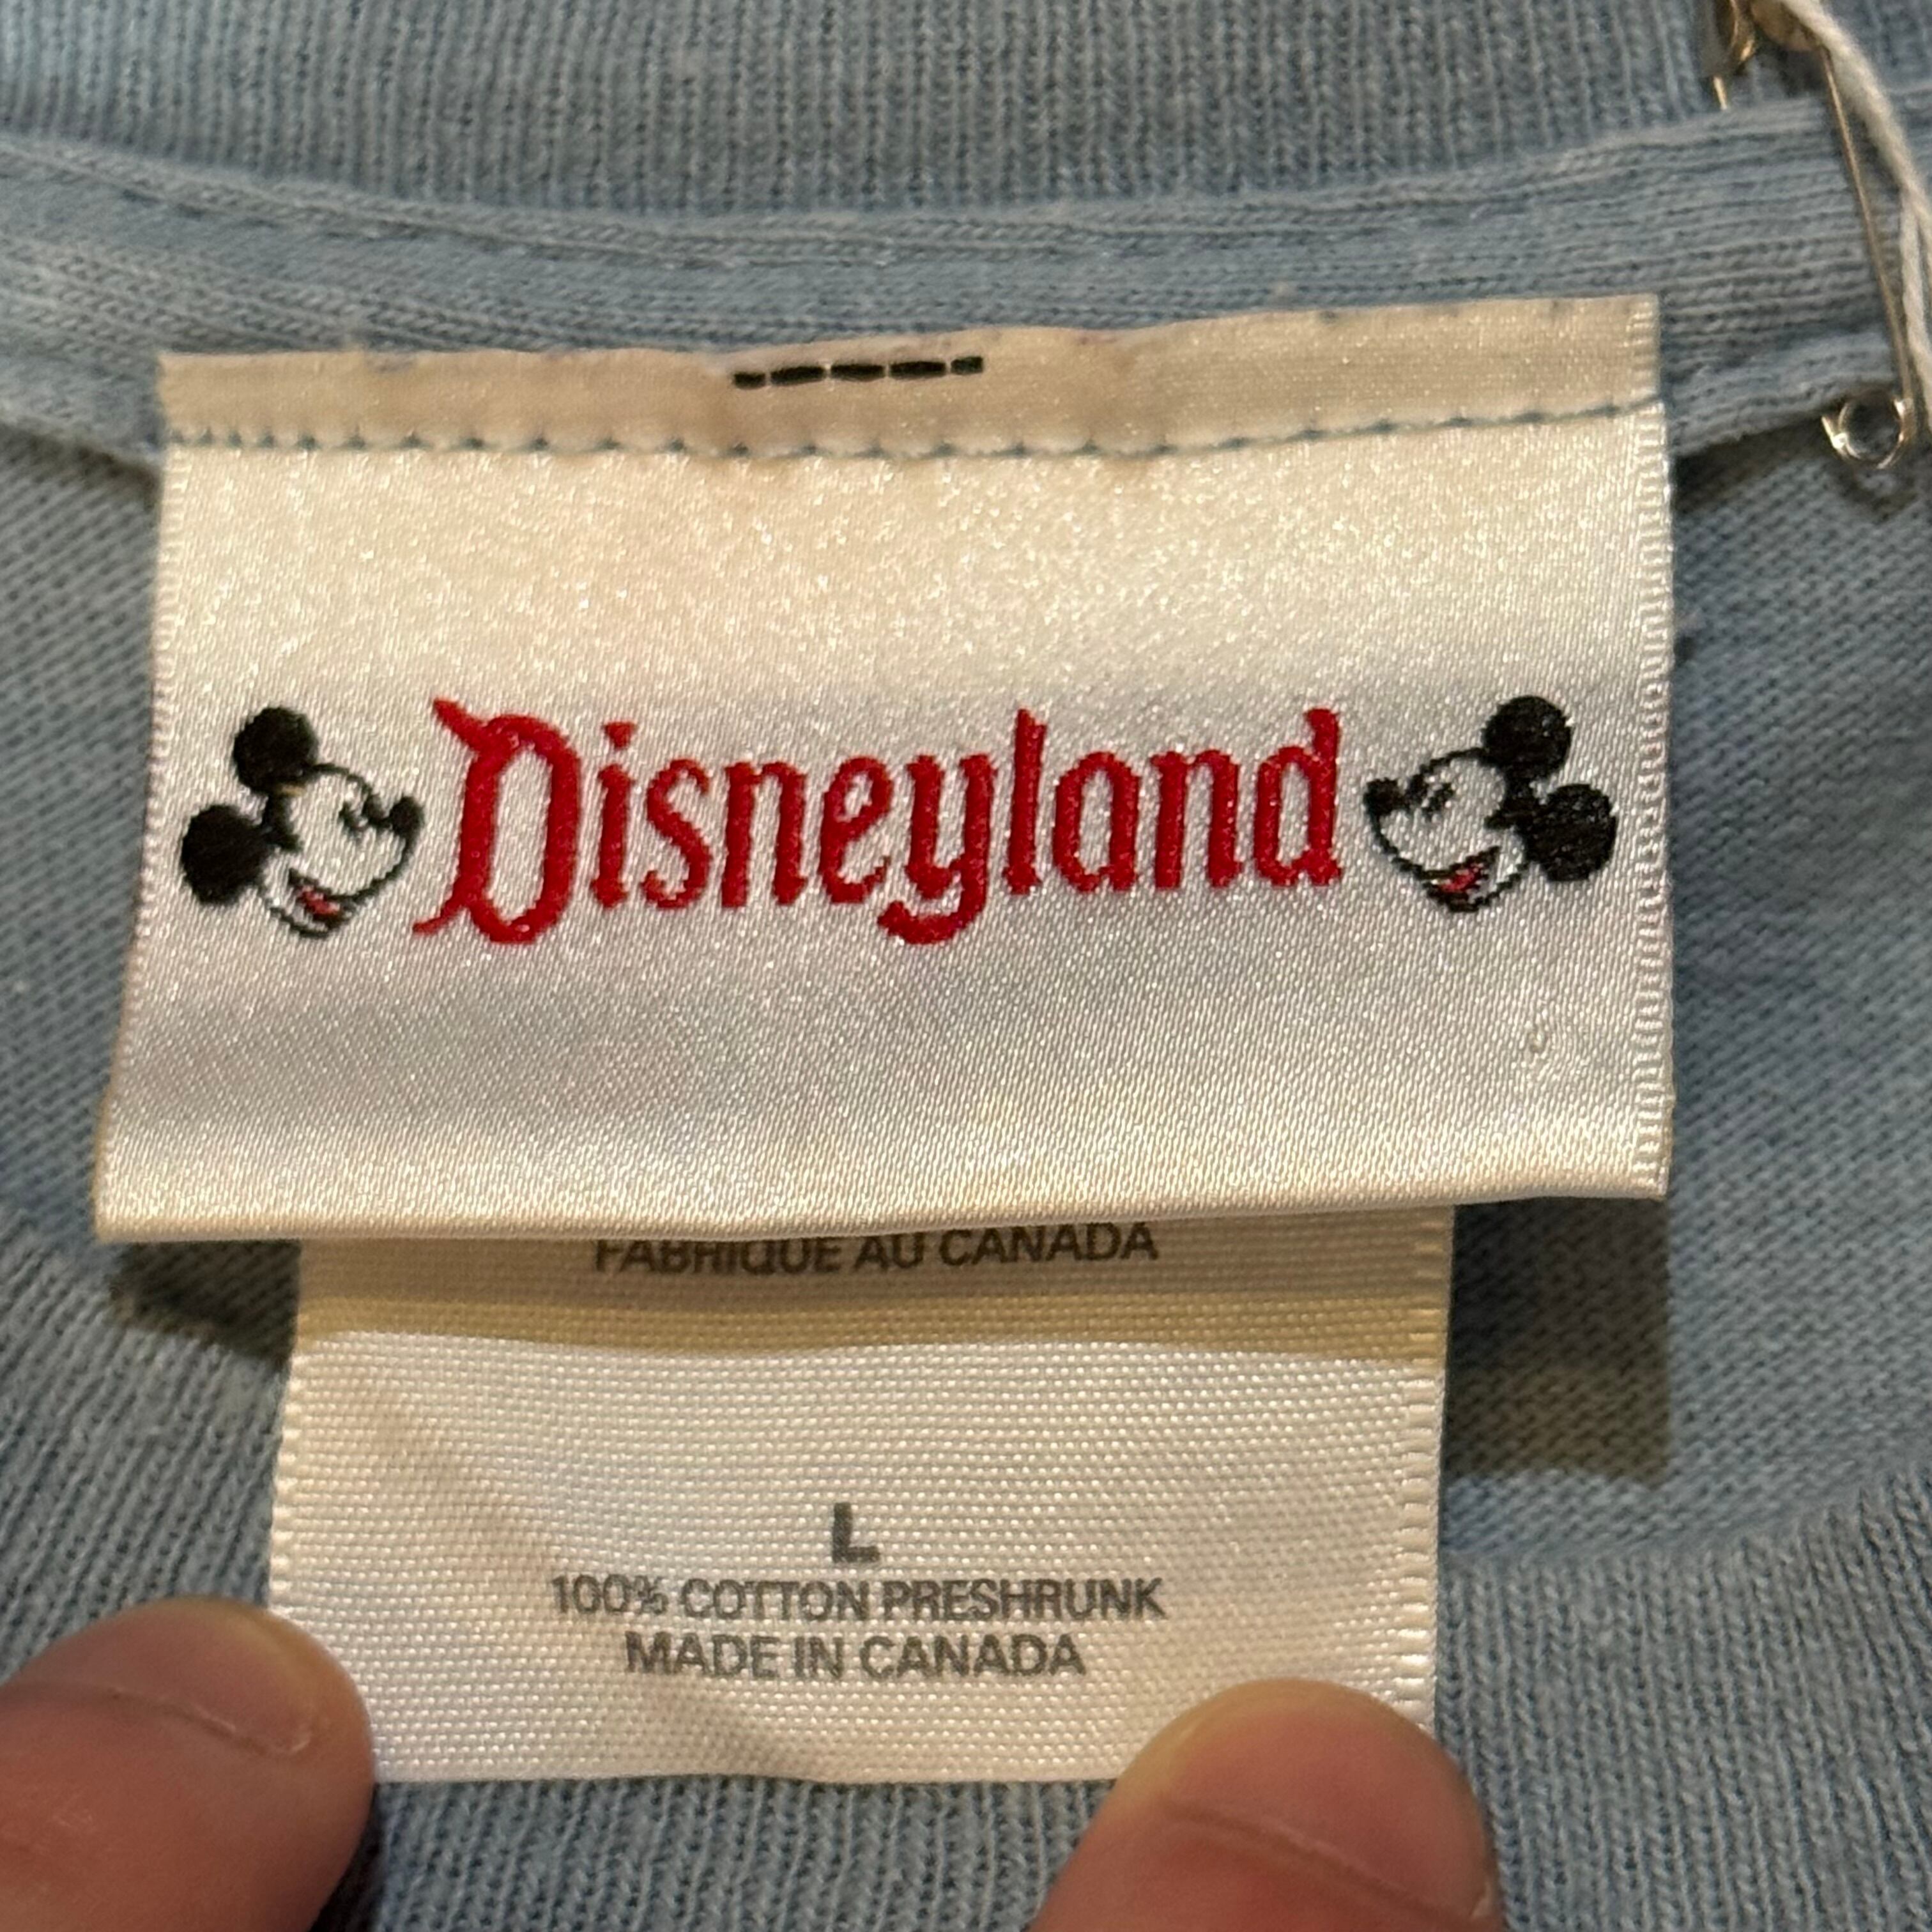 Disneyland
FABRIQUE AU CANADA
L
100% COTTON PRESHRUNK
MADE IN CANADA